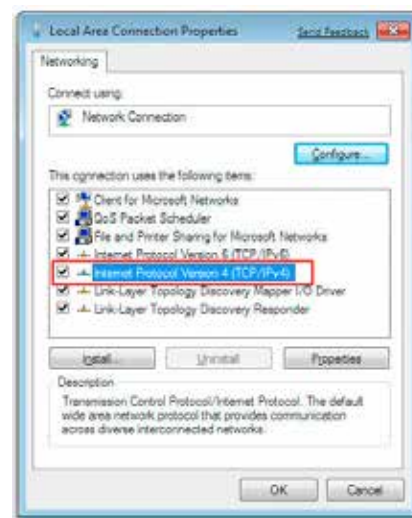 Local Area Connection Properties
Send Feedback
Networking
Connect using:
Network Connection
Configure...
This connection uses the following items:
Client for Microsoft Networks
QoS Packet Scheduler
File and Printer Sharing for Microsoft Networks
Internet Protocol Version 6 (TCP/IPv6)
Internet Protocol Version 4 (TCP/IPv4)
Link-Layer Topology Discovery Mapper I/O Driver
Link-Layer Topology Discovery Responder
Install...
Uninstall
Properties
Description
Transmission Control Protocol/Internet Protocol. The default
wide area network protocol that provides communication
across diverse interconnected networks.
OK
Cancel